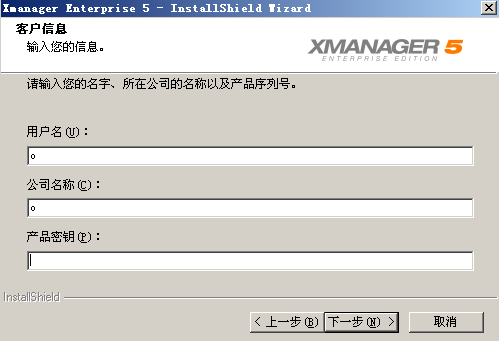 Xmanager Enterprise 5 - InstallShield Wizard
客户信息
输入您的信息。
XMANAGER 5
ENTERPRISE EDITION
请输入您的名字、所在公司的名称以及产品序列号。
用户名(U):
o
公司名称(C):
o
产品密钥(P):
InstallShield
< 上一步(B) 下一步(N) > 取消